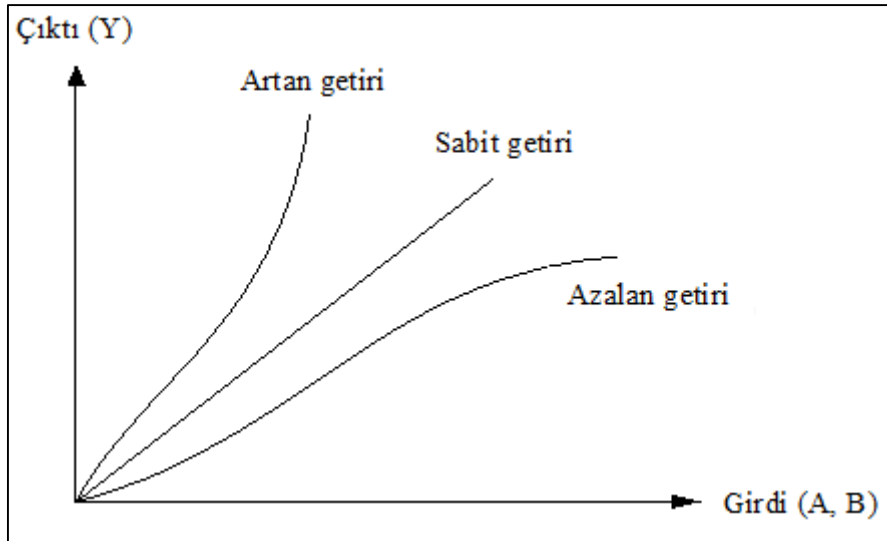 Çıktı (Y)
Artan getiri
Sabit getiri
Azalan getiri
Girdi (A, B)